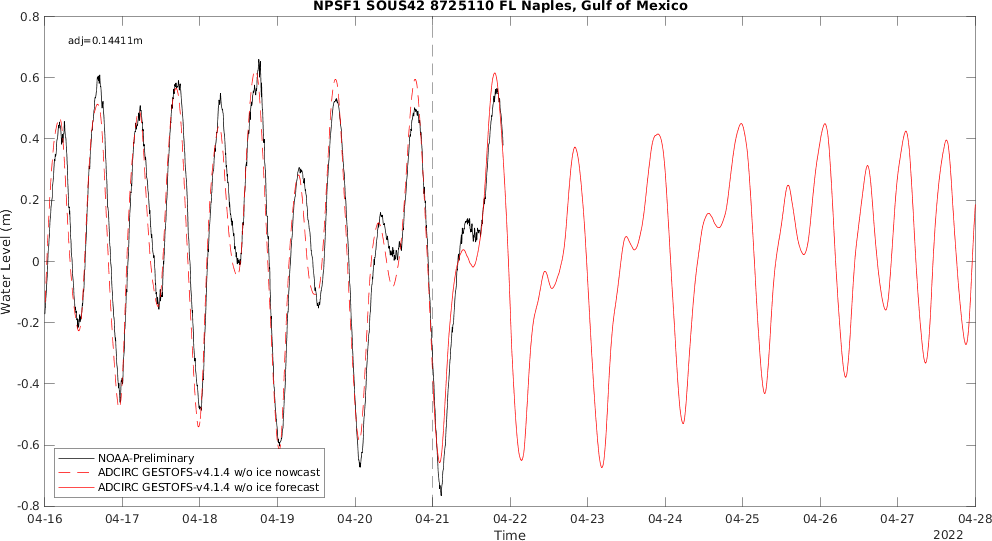 NPSF1 SOUS42 8725110 FL Naples, Gulf of Mexico
adj=0.14411m
0.8
0.6
0.4
0.2
0
-0.2
-0.4
-0.6
-0.8
Water Level (m)
NOAA-Preliminary
ADCIRC GESTOFS-v4.1.4 w/o ice nowcast
ADCIRC GESTOFS-v4.1.4 w/o ice forecast
04-16 04-17 04-18 04-19 04-20 04-21 04-22 04-23 04-24 04-25 04-26 04-27 04-28
Time
2022